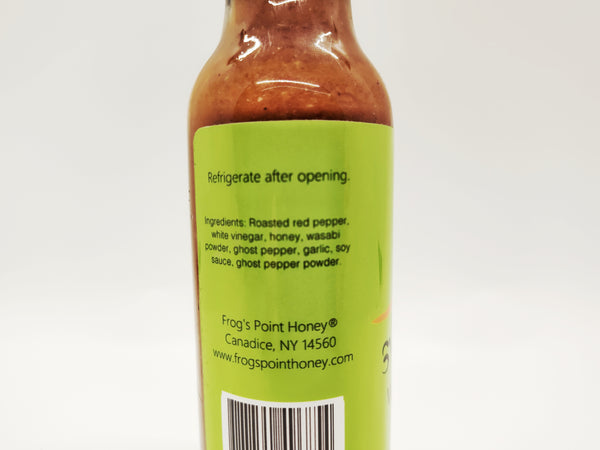 Refrigerate after opening.
Ingredients: Roasted red pepper,
white vinegar, honey, wasabi
powder, ghost pepper, garlic, soy
sauce, ghost pepper powder.
Frog's Point Honey®
Canadice, NY 14560
www.frogspointhoney.com